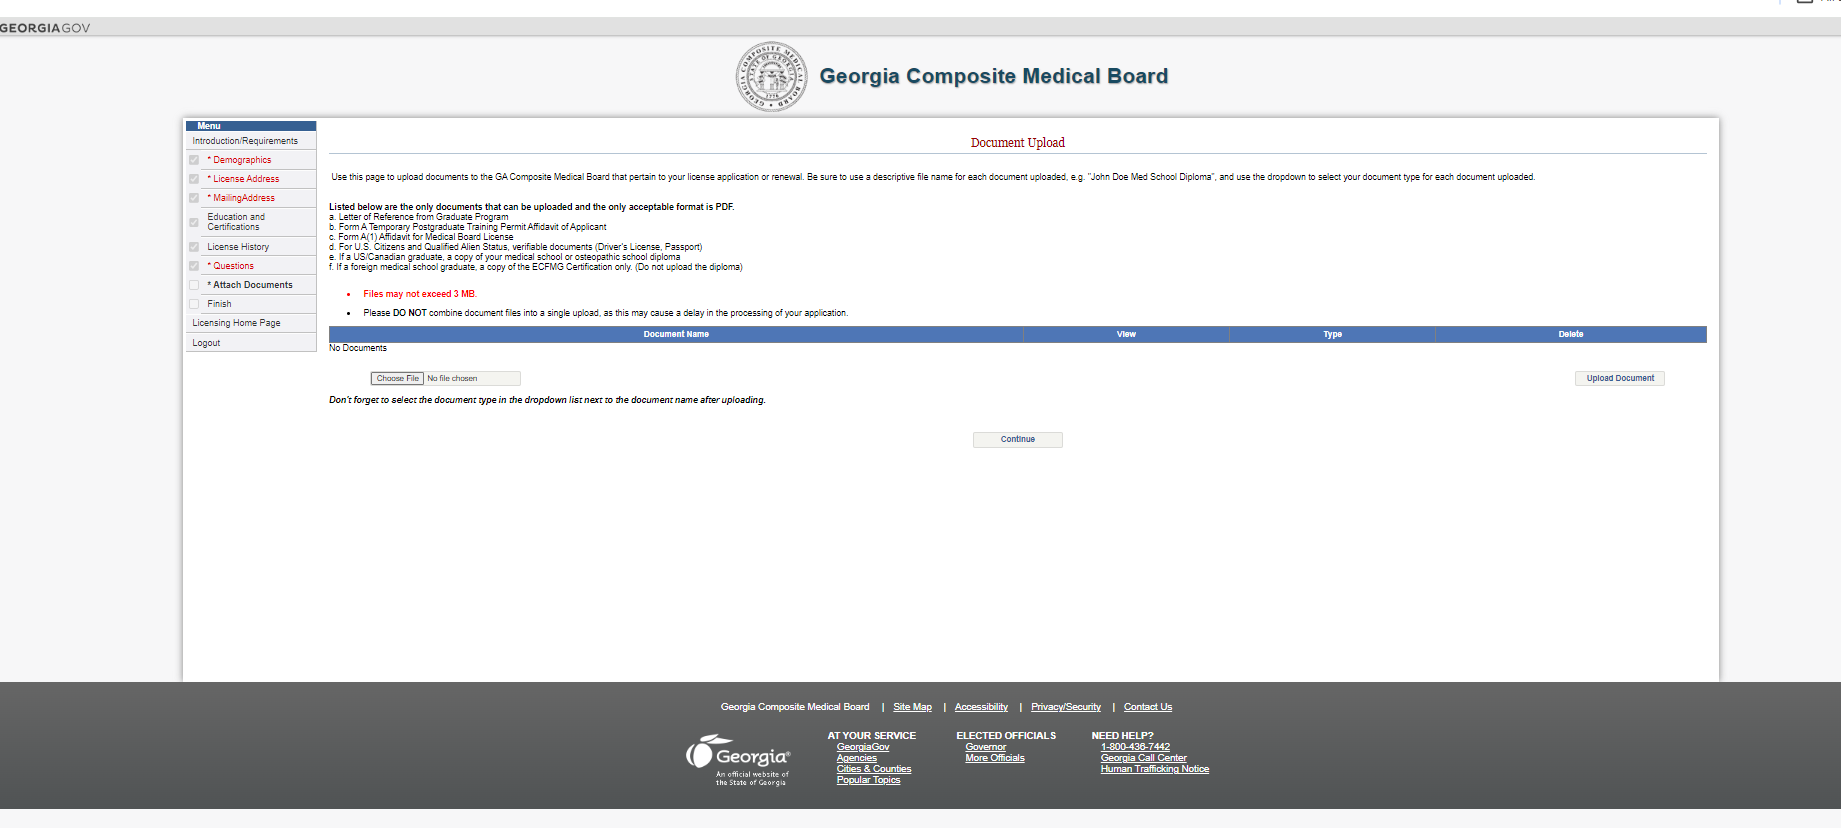 GEORGIAGOV
Georgia Composite Medical Board
Menu
Introduction/Requirements
* Demographics
* License Address
* MailingAddress
Education and
Certifications
License History
* Questions
* Attach Documents
Finish
Licensing Home Page
Logout
Document Upload
Use this page to upload documents to the GA Composite Medical Board that pertain to your license application or renewal. Be sure to use a descriptive file name for each document uploaded, e.g. "John Doe Med School Diploma", and use the dropdown to select your document type for each document uploaded.
Listed below are the only documents that can be uploaded and the only acceptable format is PDF.
a. Letter of Reference from Graduate Program
b. Form A Temporary Postgraduate Training Permit Affidavit of Applicant
c. Form A(1) Affidavit for Medical Board License
d. For U.S. Citizens and Qualified Alien Status, verifiable documents (Driver's License, Passport)
e. If a US/Canadian graduate, a copy of your medical school or osteopathic school diploma
f. If a foreign medical school graduate, a copy of the ECFMG Certification only. (Do not upload the diploma)
• Files may not exceed 3 MB.
• Please DO NOT combine document files into a single upload, as this may cause a delay in the processing of your application.
Document Name View Type Delete
No Documents
Choose File No file chosen Upload Document
Don't forget to select the document type in the dropdown list next to the document name after uploading.
Continue
Georgia Composite Medical Board | Site Map | Accessibility | Privacy/Security | Contact Us
Georgia®
An official website of
the State of Georgia
AT YOUR SERVICE
GeorgiaGov
Agencies
Cities & Counties
Popular Topics
ELECTED OFFICIALS
Governor
More Officials
NEED HELP?
1-800-436-7442
Georgia Call Center
Human Trafficking Notice